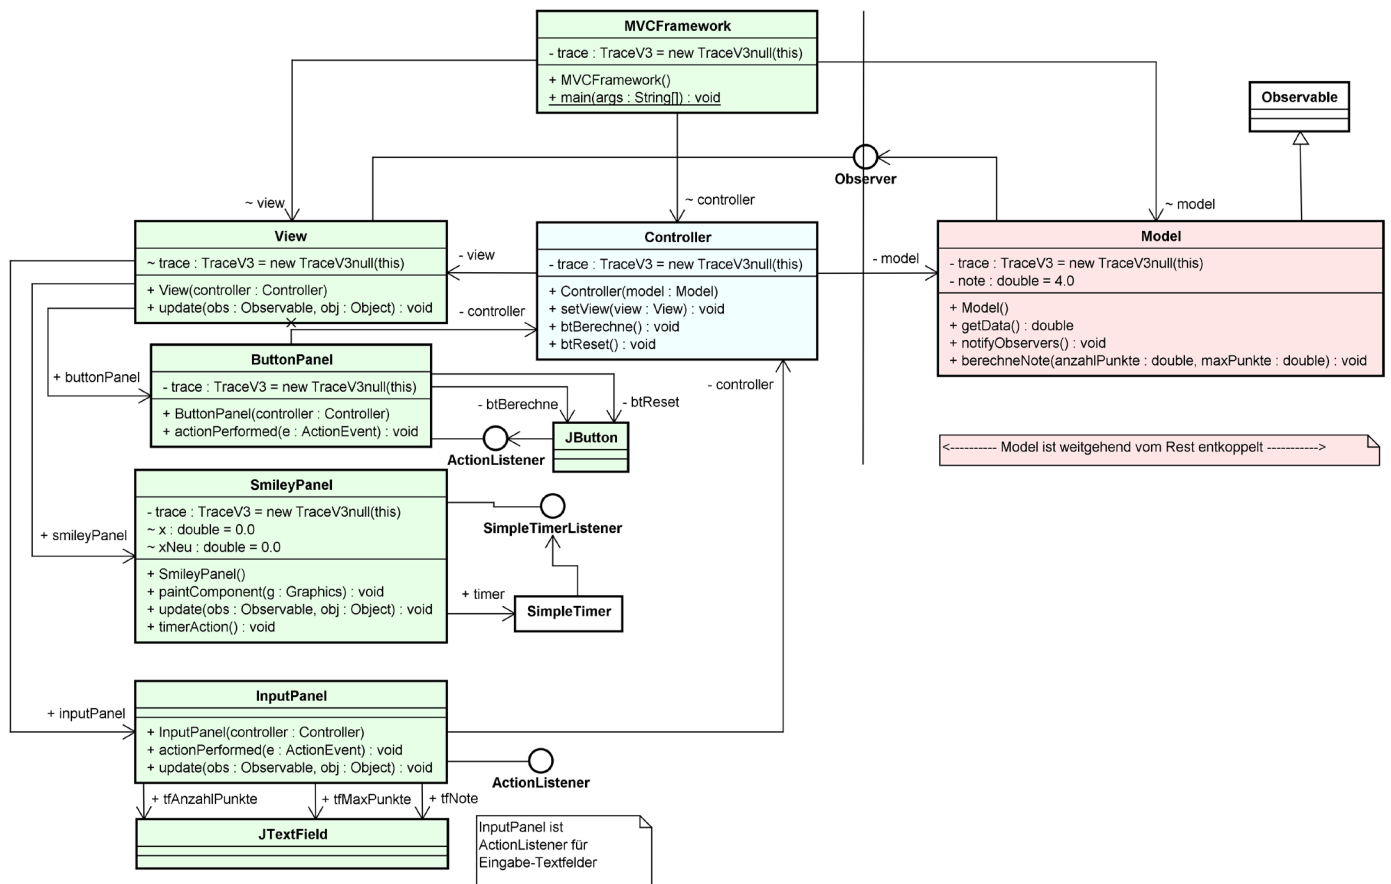 MVCFramework
- trace : TraceV3 = new TraceV3null(this)
+ MVCFramework()
+ main(args : String[]) : void
Observable
Observer
~ view
~ controller
~ model
View
~ trace : TraceV3 = new TraceV3null(this)
+ View(controller : Controller)
+ update(obs : Observable, obj : Object) : void
- view
- controller
Controller
- trace : TraceV3 = new TraceV3null(this)
+ Controller(model : Model)
+ setView(view : View) : void
+ btBerechne() : void
+ btReset() : void
- model
Model
- trace : TraceV3 = new TraceV3null(this)
- note : double = 4.0
+ Model()
+ getData() : double
+ notifyObservers() : void
+ berechneNote(anzahlPunkte : double, maxPunkte : double) : void
+ buttonPanel
ButtonPanel
- trace : TraceV3 = new TraceV3null(this)
+ ButtonPanel(controller : Controller)
+ actionPerformed(e : ActionEvent) : void
- btBerechne
- btReset
- controller
ActionListener
JButton
<---------- Model ist weitgehend vom Rest entkoppelt ----------->
+ smileyPanel
SmileyPanel
- trace : TraceV3 = new TraceV3null(this)
~ x : double = 0.0
~ xNeu : double = 0.0
+ SmileyPanel()
+ paintComponent(g : Graphics) : void
+ update(obs : Observable, obj : Object) : void
+ timerAction() : void
SimpleTimerListener
+ timer
SimpleTimer
+ inputPanel
InputPanel
+ InputPanel(controller : Controller)
+ actionPerformed(e : ActionEvent) : void
+ update(obs : Observable, obj : Object) : void
ActionListener
+ tfAnzahlPunkte
+ tfMaxPunkte
+ tfNote
JTextField
InputPanel ist
ActionListener für
Eingabe-Textfelder